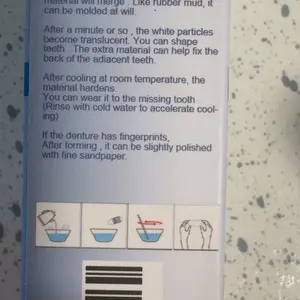 material will merge . Like rubber mud, it
can be molded at will.
After a minute or so , the white particles
become translucent. You can shape
teeth .The extra material can help fix the
back of the adiacent teeth.
After cooling at room temperature, the
material hardens.
You can wear it to the missing tooth
(Rinse with cold water to accelerate cool-
ing)
If the denture has fingerprints,
After forming , it can be slightly polished
with fine sandpaper.